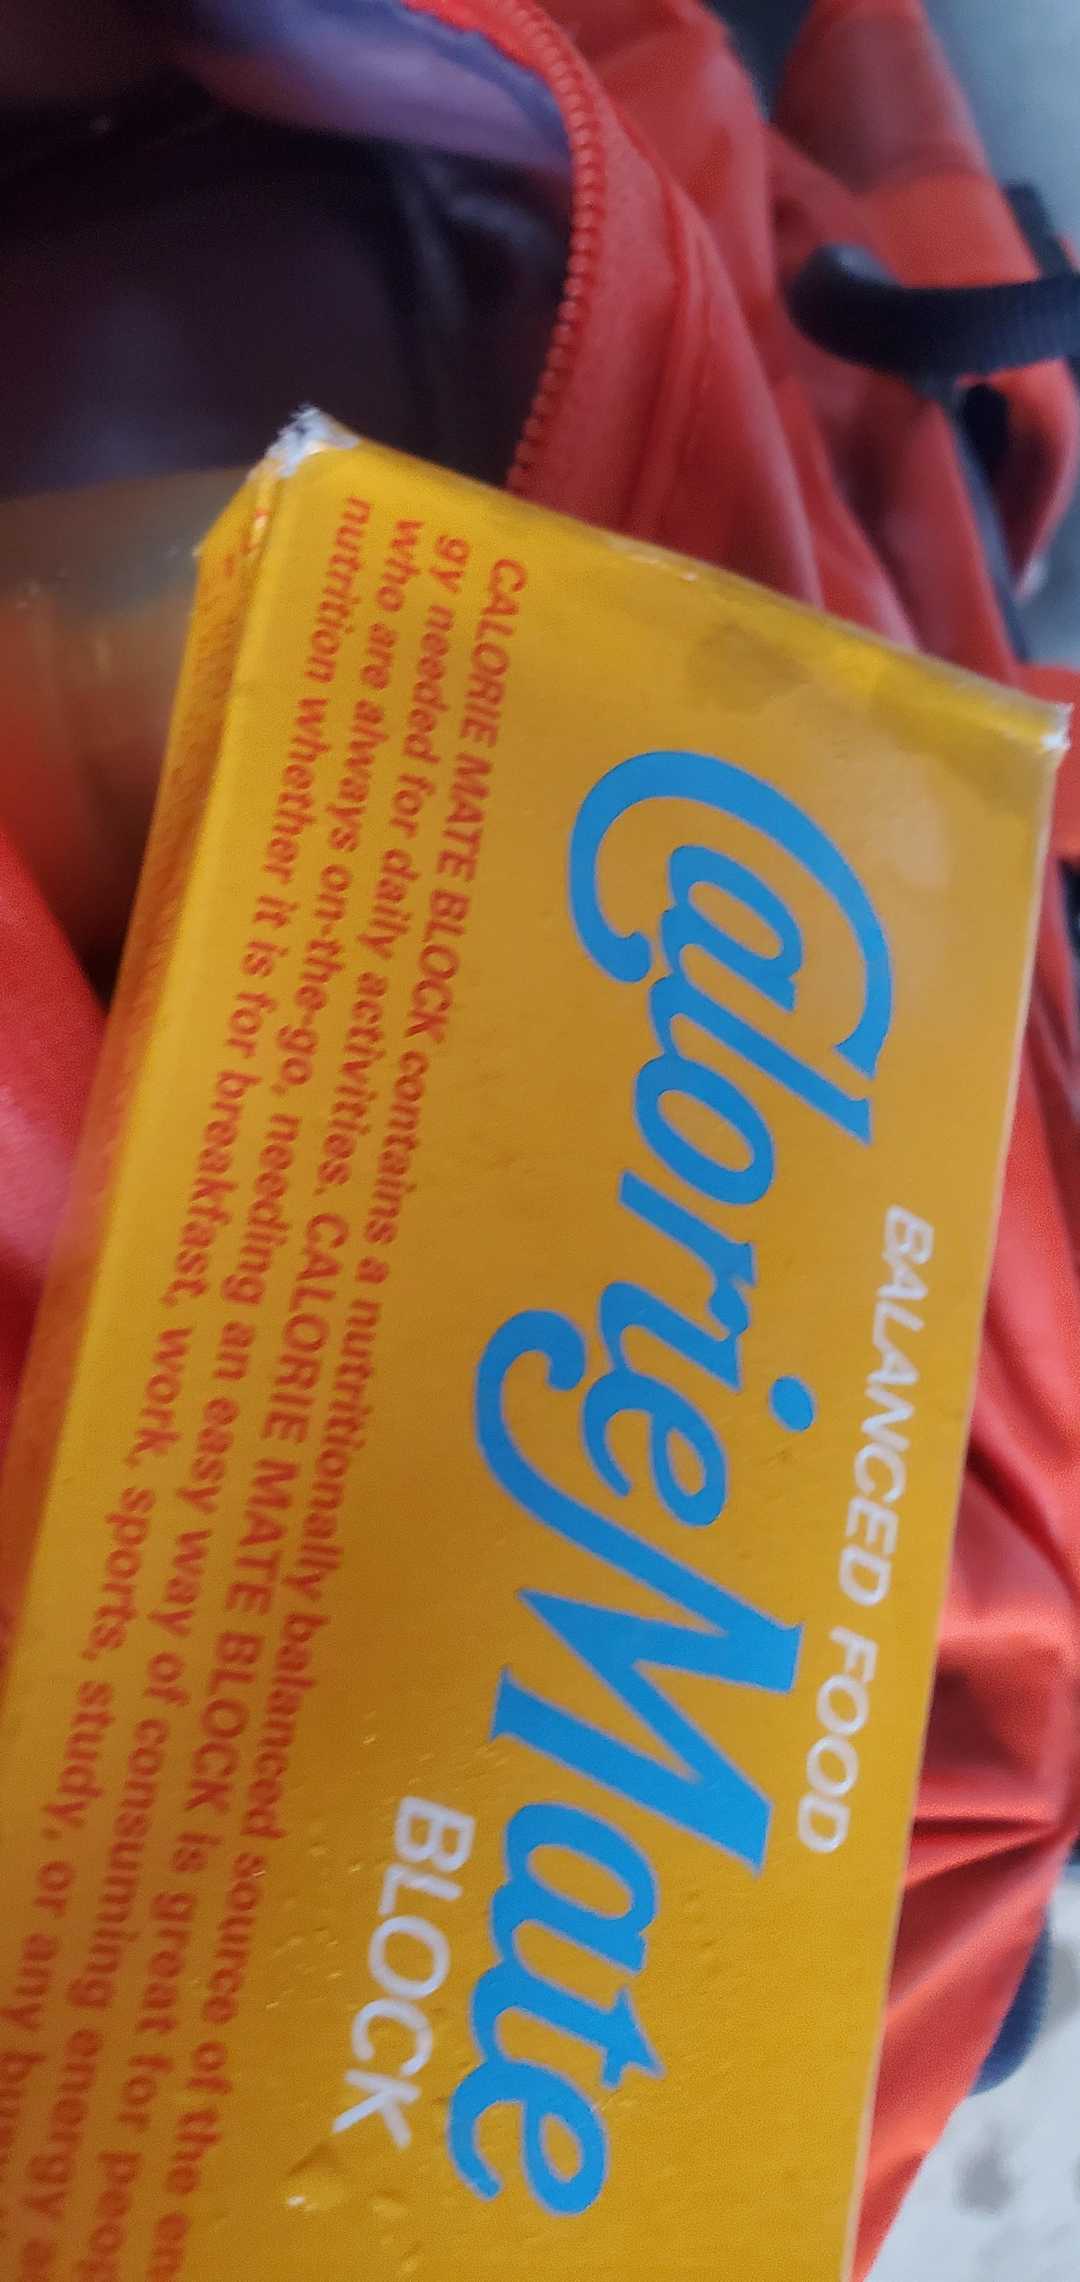 BALANCED FOOD
CalorieMate
BLOCK
CALORIE MATE BLOCK contains a nutritionally balanced source of the en
gy needed for daily activities. CALORIE MATE BLOCK is great for peop
who are always on-the-go, needing an easy way of consuming energy a
nutrition whether it is for breakfast, work, sports, study, or any